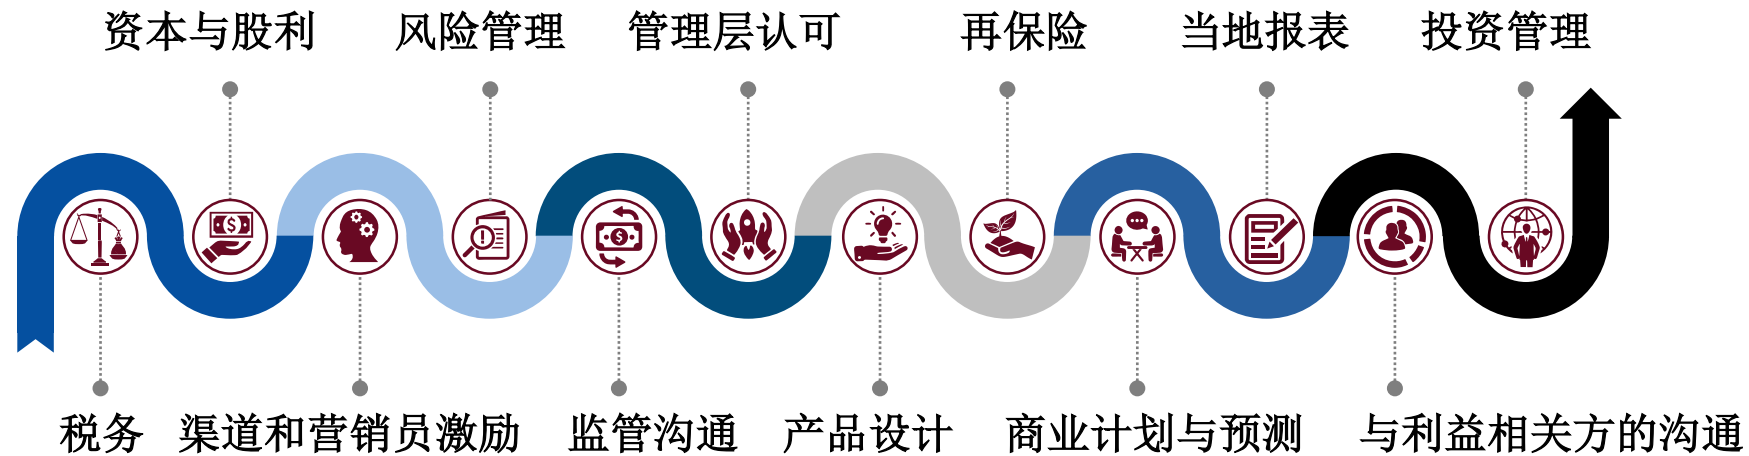 资本与股利
风险管理
管理层认可
再保险
当地报表
投资管理
税务
渠道和营销员激励
监管沟通
产品设计
商业计划与预测
与利益相关方的沟通